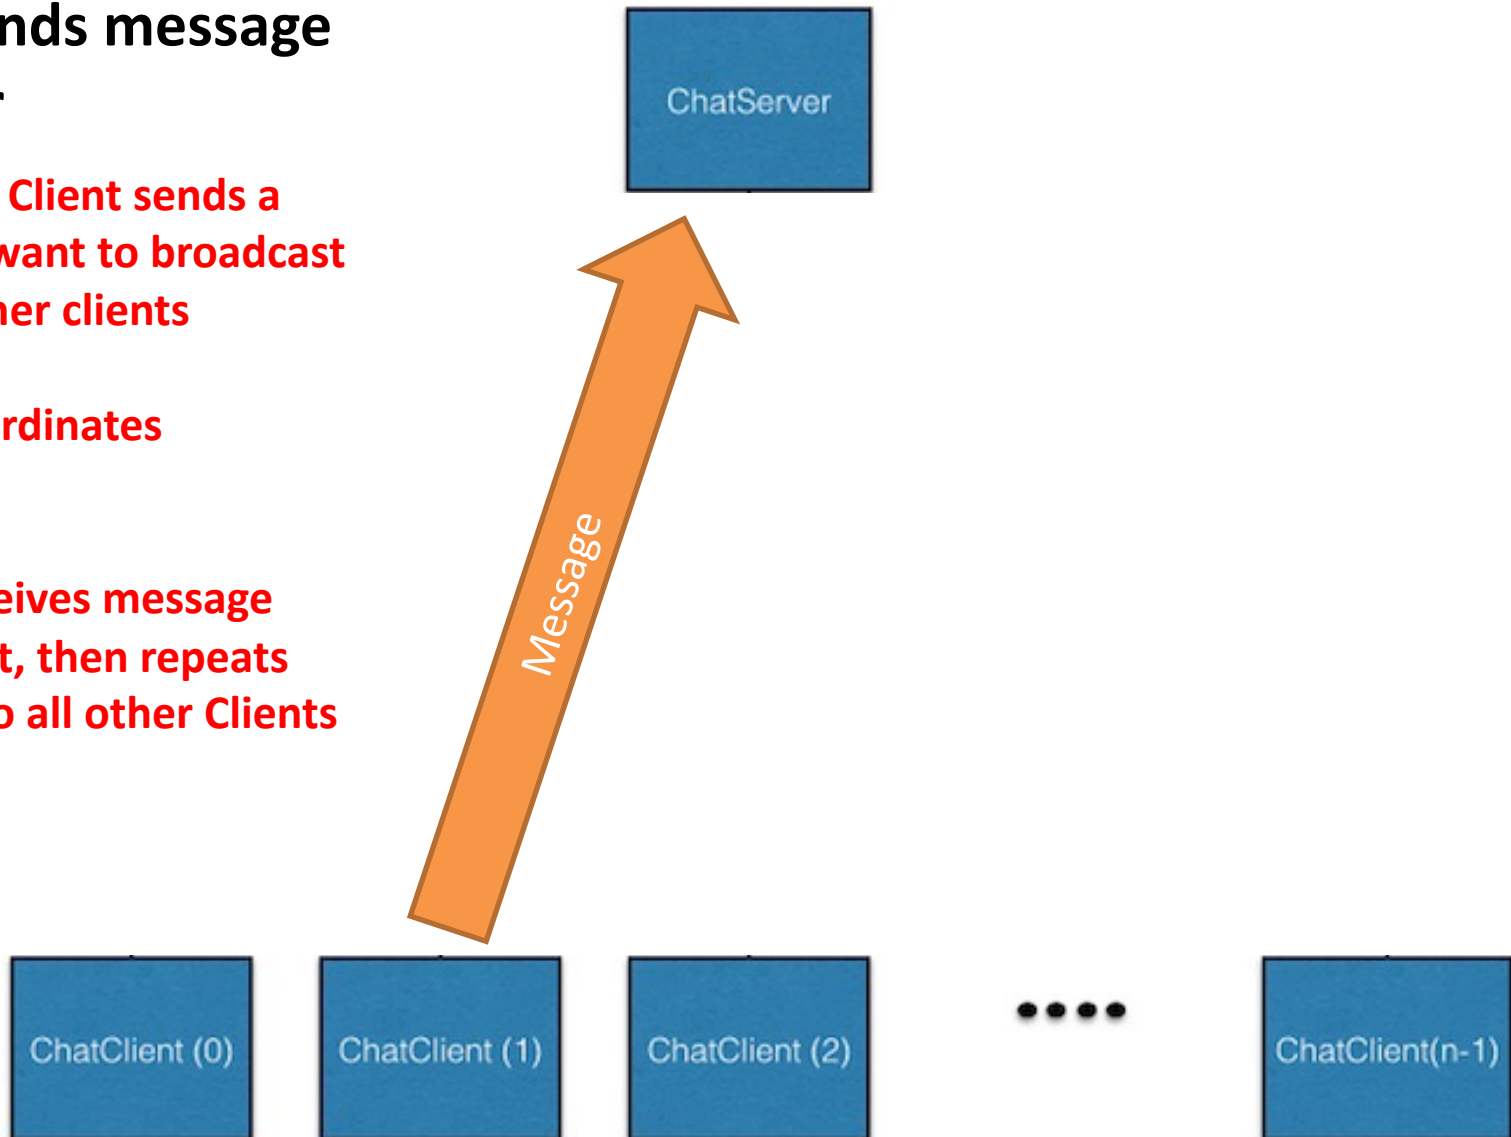 nds message
r
Client sends a
want to broadcast
ner clients
rdinates
eives message
t, then repeats
o all other Clients
ChatServer
Message
ChatClient (0)
ChatClient (1)
ChatClient (2)
••••
ChatClient(n-1)